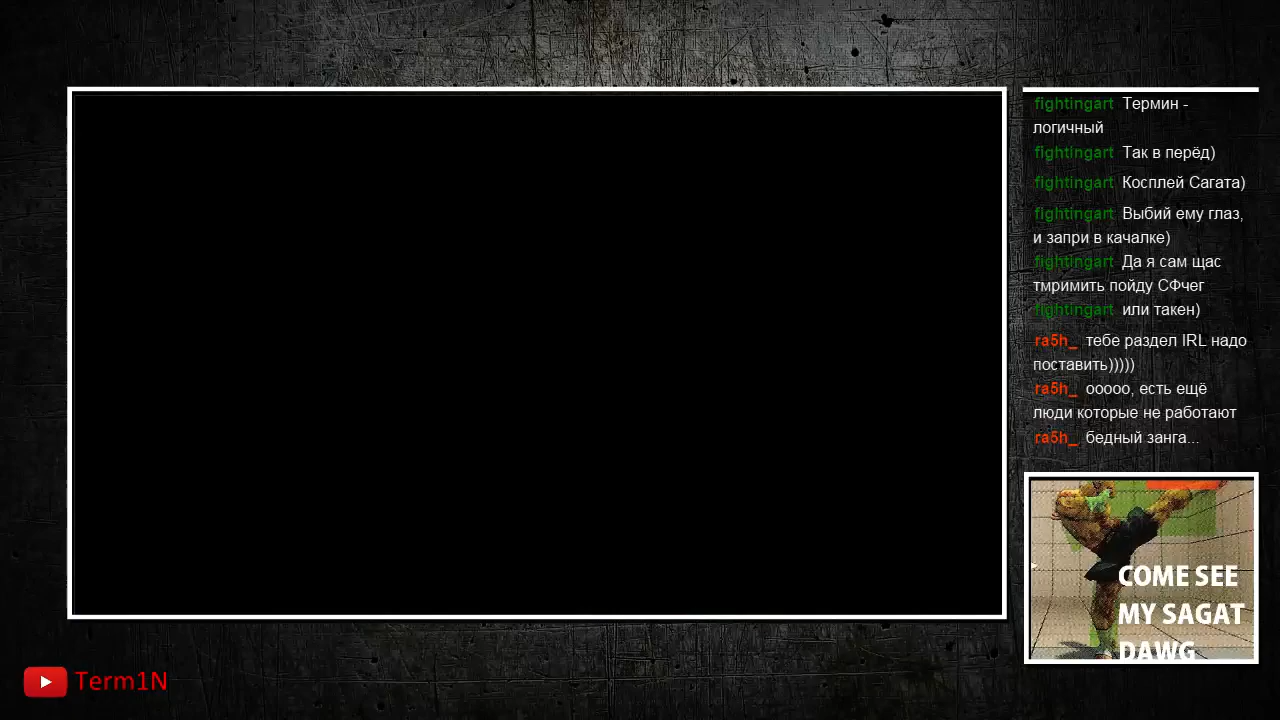 fightingart Термин -
логичный
fightingart Так в перёд)
fightingart Косплей Сагата)
fightingart Выбий ему глаз,
и запри в качалке)
fightingart Да я сам щас
тмримить пойду СФчег
fightingart или такен)
ra5h_ тебе раздел IRL надо
поставить)))))
ra5h_ ооооо, есть ещё
люди которые не работают
ra5h_ бедный занга...
COME SEE
MY SAGAT
DAWG
Term1N